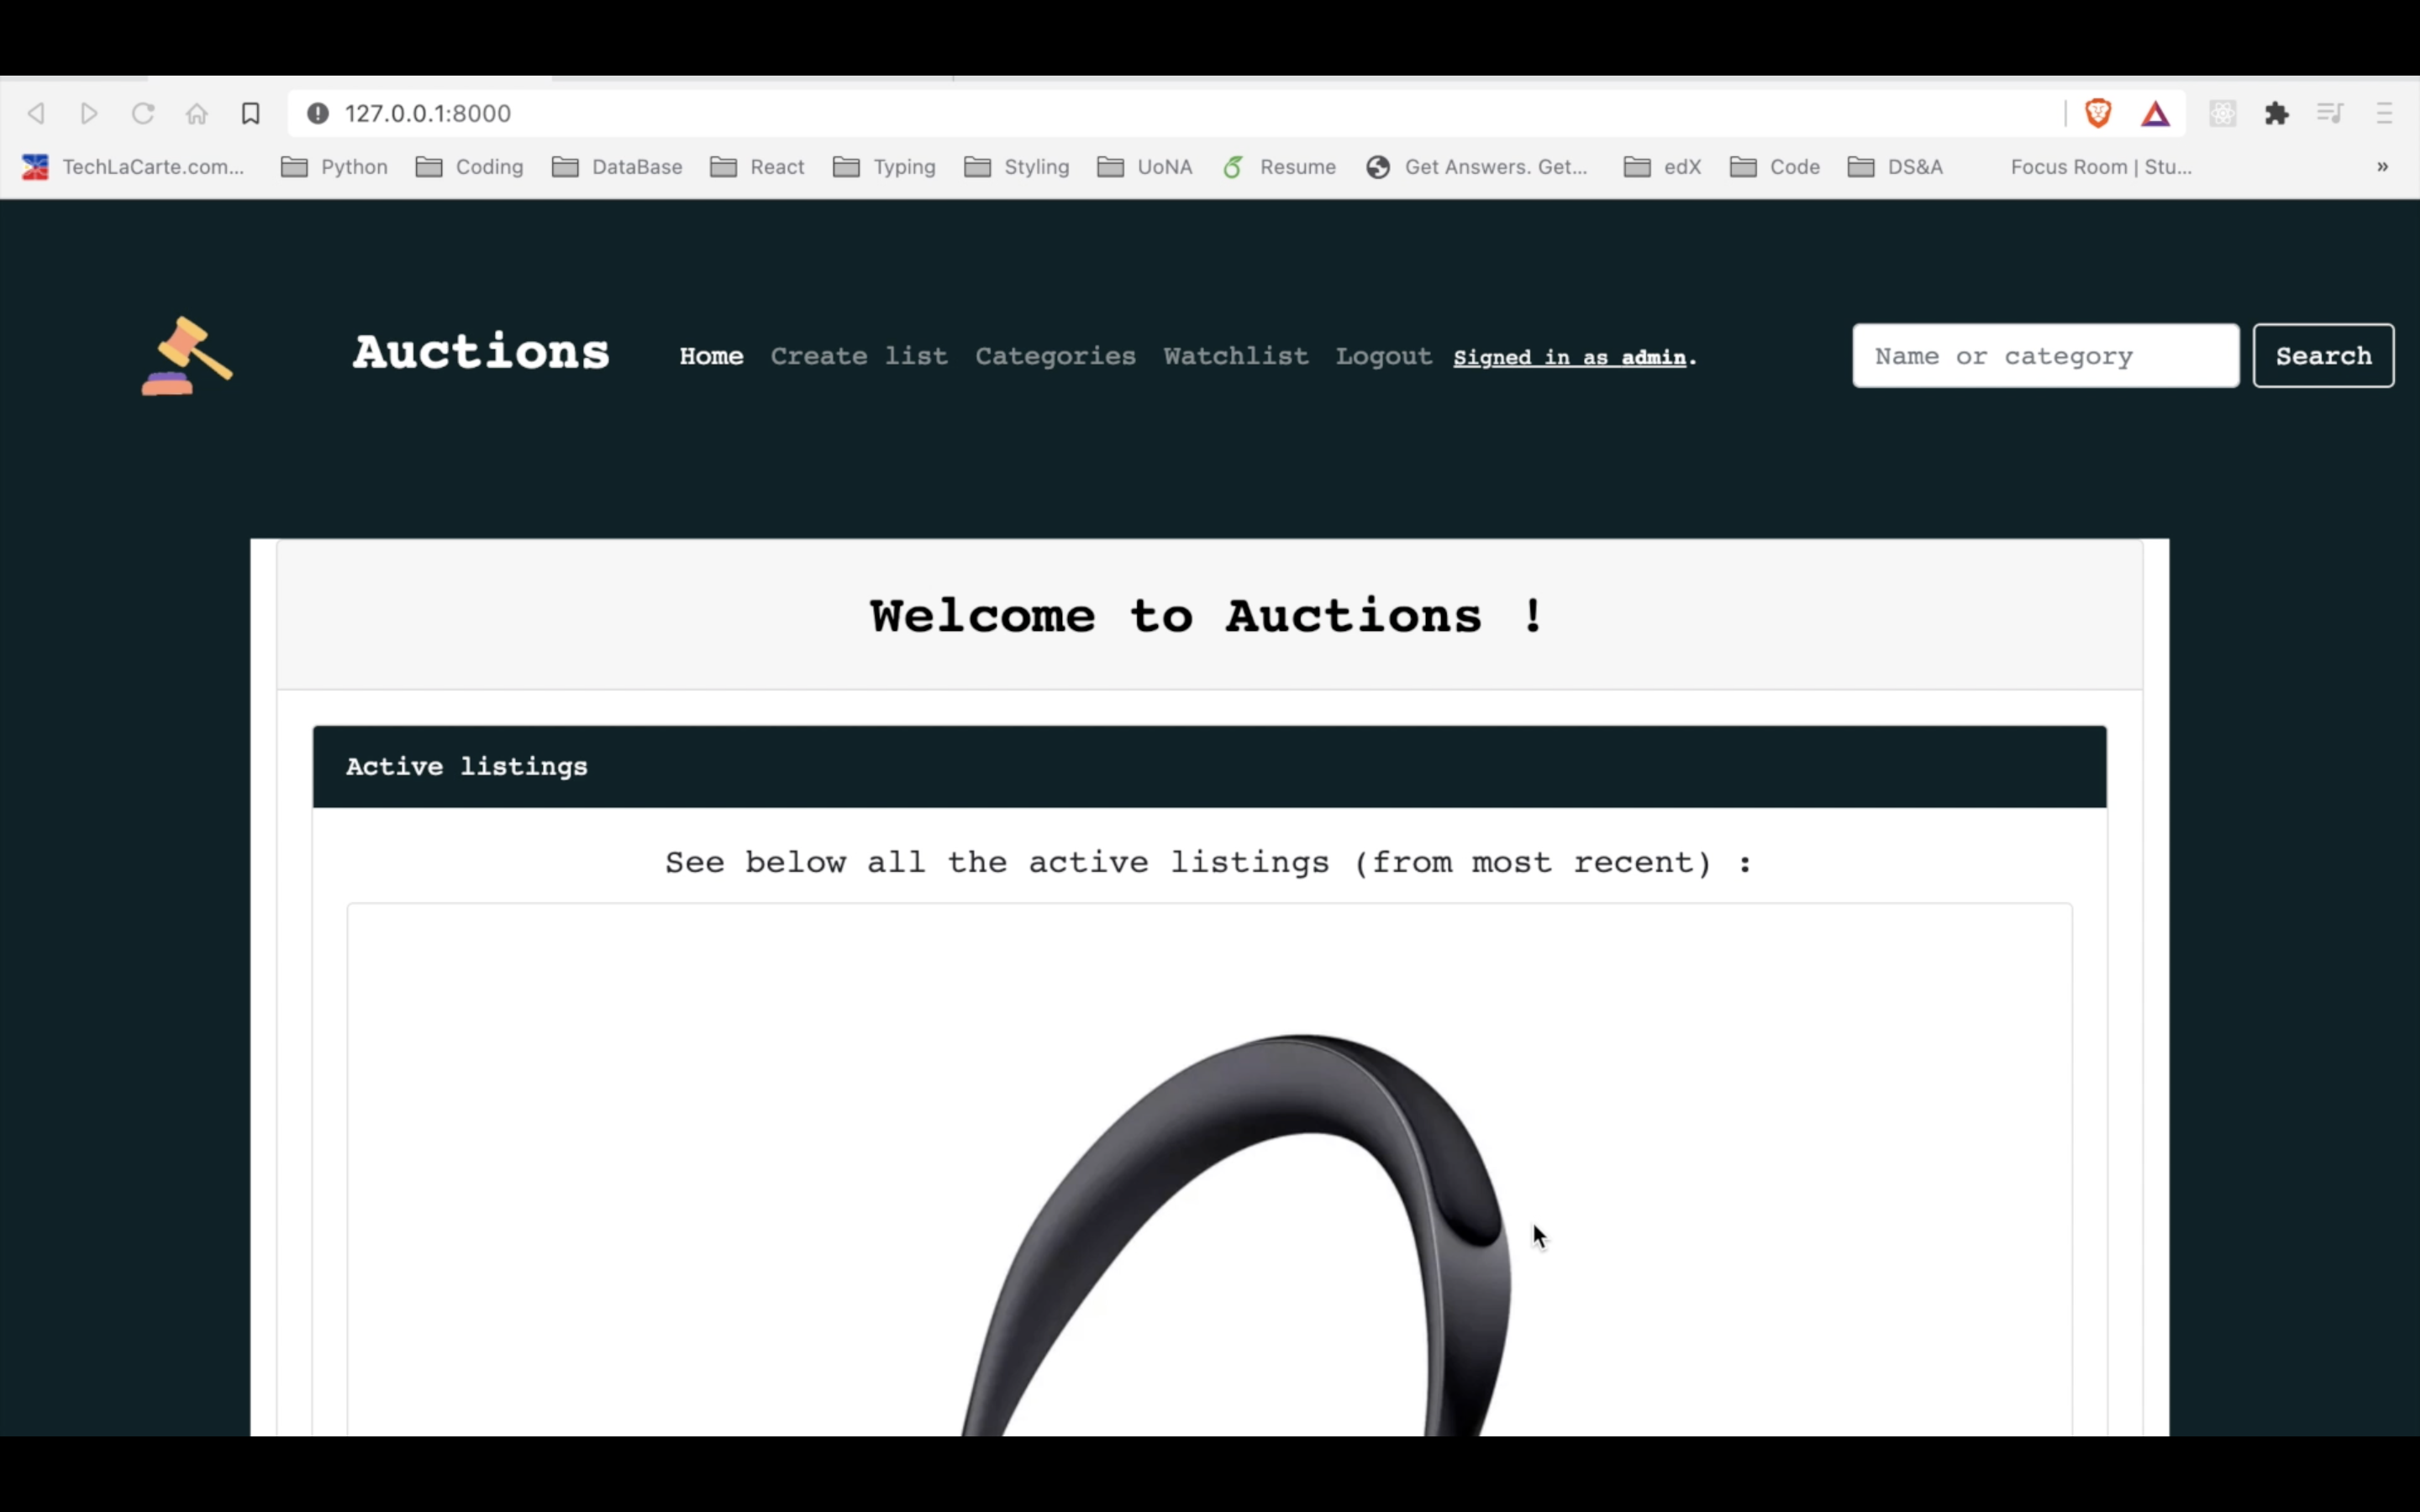 127.0.0.1:8000
TechLaCarte.com... Python Coding DataBase React Typing Styling UoNA Resume Get Answers. Get... edX Code DS&A Focus Room | Stu... »
Auctions Home Create list Categories Watchlist Logout Signed in as admin. Name or category Search
Welcome to Auctions !
Active listings
See below all the active listings (from most recent) :